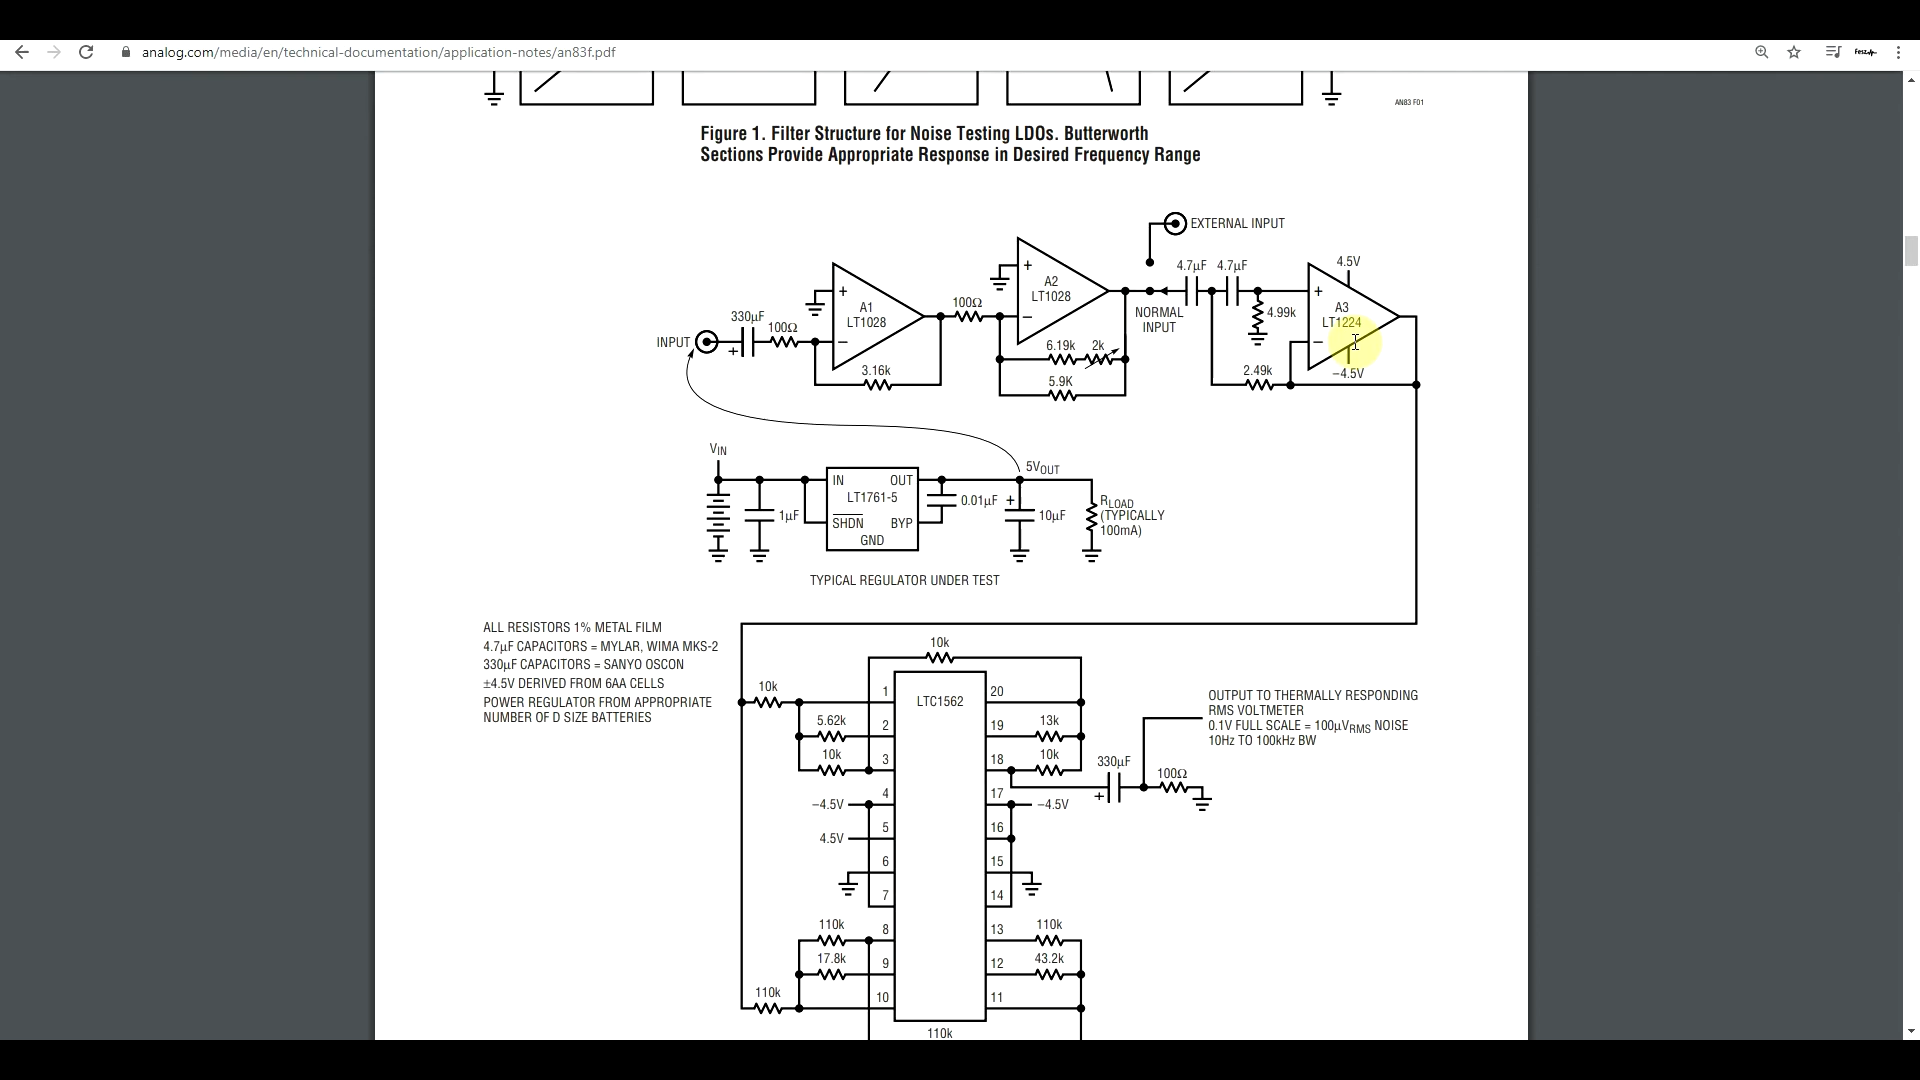 analog.com/media/en/technical-documentation/application-notes/an83f.pdf
Fesz
AN83 F01
Figure 1. Filter Structure for Noise Testing LDOs. Butterworth
Sections Provide Appropriate Response in Desired Frequency Range
EXTERNAL INPUT
4.7µF 4.7µF
4.5V
+
A1
LT1028
−
+
A2
LT1028
−
+
A3
LT1224
−
−4.5V
INPUT
330µF
+
100Ω
3.16k
100Ω
6.19k 2k
5.9K
NORMAL
INPUT
4.99k
2.49k
VIN
1µF
IN OUT
LT1761-5
SHDN BYP
GND
0.01µF
5VOUT
+
10µF
RLOAD
(TYPICALLY
100mA)
TYPICAL REGULATOR UNDER TEST
ALL RESISTORS 1% METAL FILM
4.7µF CAPACITORS = MYLAR, WIMA MKS-2
330µF CAPACITORS = SANYO OSCON
±4.5V DERIVED FROM 6AA CELLS
POWER REGULATOR FROM APPROPRIATE
NUMBER OF D SIZE BATTERIES
10k
10k 1 LTC1562 20
5.62k 2 19 13k
10k 3 18 10k
−4.5V 4 17 −4.5V
4.5V 5 16
6 15
7 14
110k 8 13 110k
17.8k 9 12 43.2k
110k 10 11
110k
330µF
+
100Ω
OUTPUT TO THERMALLY RESPONDING
RMS VOLTMETER
0.1V FULL SCALE = 100µVRMS NOISE
10Hz TO 100kHz BW